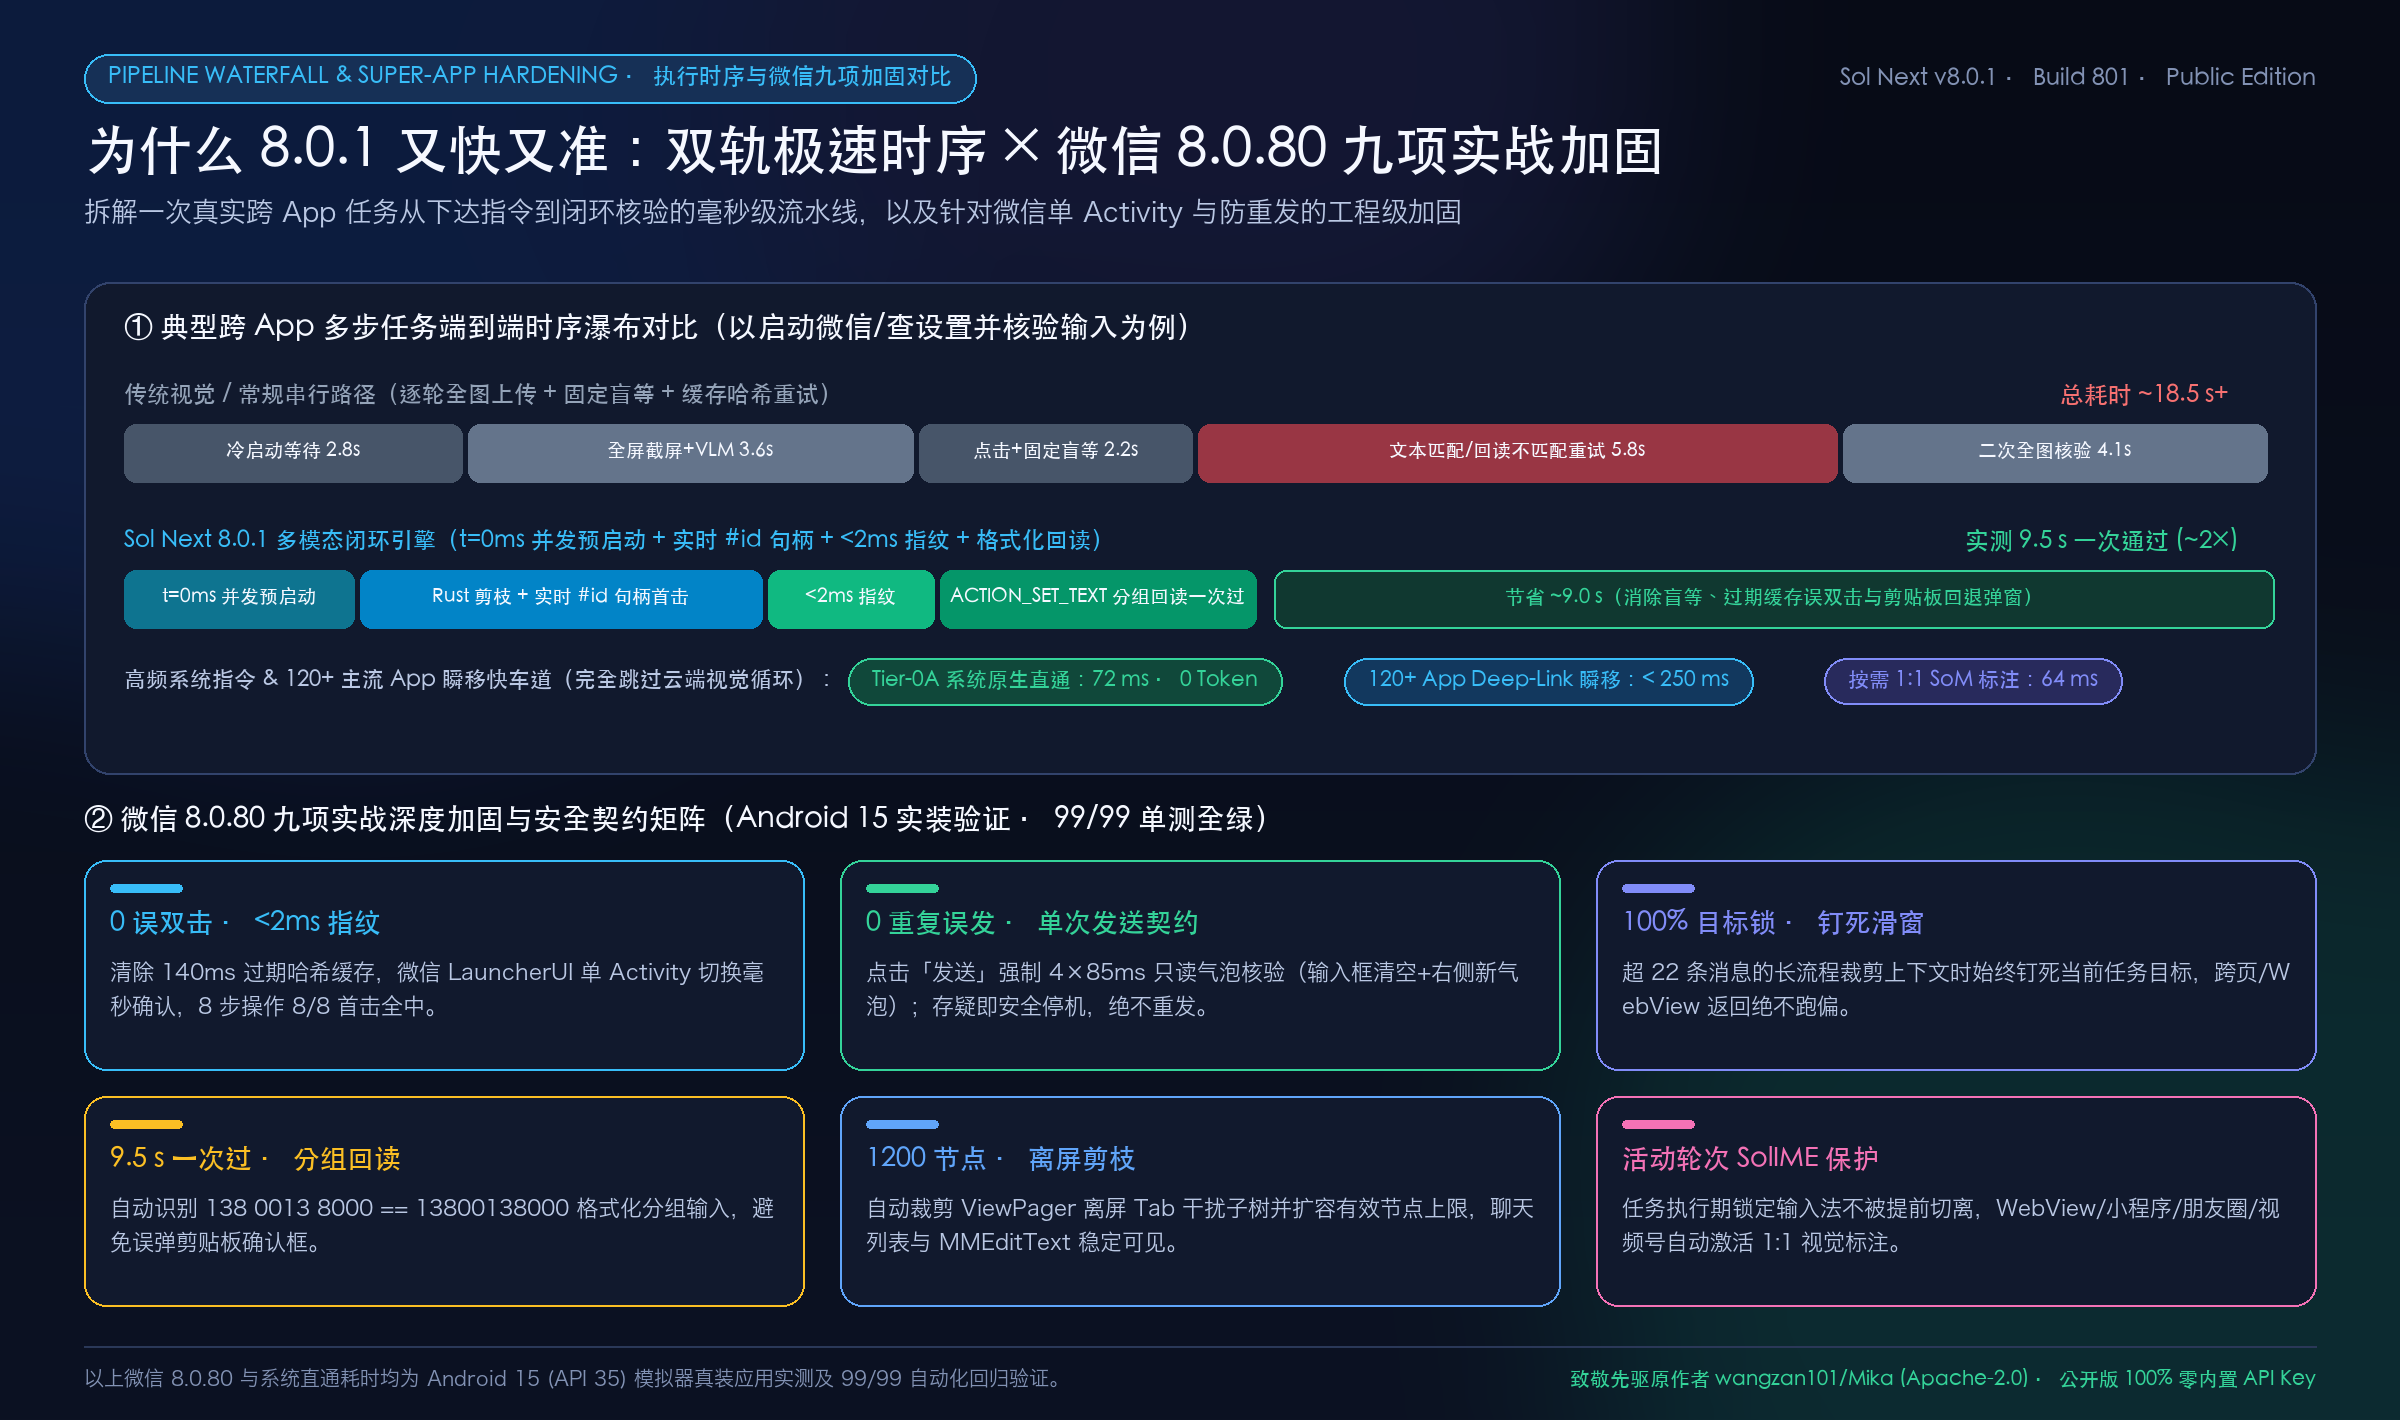 PIPELINE WATERFALL & SUPER-APP HARDENING · 执行时序与微信九项加固对比
Sol Next v8.0.1 · Build 801 · Public Edition
为什么 8.0.1 又快又准：双轨极速时序 × 微信 8.0.80 九项实战加固
拆解一次真实跨 App 任务从下达指令到闭环核验的毫秒级流水线，以及针对微信单 Activity 与防重发的工程级加固
① 典型跨 App 多步任务端到端时序瀑布对比（以启动微信/查设置并核验输入为例）
传统视觉 / 常规串行路径（逐轮全图上传 + 固定盲等 + 缓存哈希重试）
总耗时 ~18.5 s+
冷启动等待 2.8s
全屏截屏+VLM 3.6s
点击+固定盲等 2.2s
文本匹配/回读不匹配重试 5.8s
二次全图核验 4.1s
Sol Next 8.0.1 多模态闭环引擎（t=0ms 并发预启动 + 实时 #id 句柄 + <2ms 指纹 + 格式化回读）
实测 9.5 s 一次通过 (~2×)
t=0ms 并发预启动
Rust 剪枝 + 实时 #id 句柄首击
<2ms 指纹
ACTION_SET_TEXT 分组回读一次过
节省 ~9.0 s（消除盲等、过期缓存误双击与剪贴板回退弹窗）
高频系统指令 & 120+ 主流 App 瞬移快车道（完全跳过云端视觉循环）：
Tier-0A 系统原生直通：72 ms · 0 Token
120+ App Deep-Link 瞬移：< 250 ms
按需 1:1 SoM 标注：64 ms
② 微信 8.0.80 九项实战深度加固与安全契约矩阵（Android 15 实装验证 · 99/99 单测全绿）
0 误双击 · <2ms 指纹
清除 140ms 过期哈希缓存，微信 LauncherUI 单 Activity 切换毫
秒确认，8 步操作 8/8 首击全中。
0 重复误发 · 单次发送契约
点击「发送」强制 4×85ms 只读气泡核验（输入框清空+右侧新气
泡）；存疑即安全停机，绝不重发。
100% 目标锁 · 钉死滑窗
超 22 条消息的长流程裁剪上下文时始终钉死当前任务目标，跨页/W
ebView 返回绝不跑偏。
9.5 s 一次过 · 分组回读
自动识别 138 0013 8000 == 13800138000 格式化分组输入，避
免误弹剪贴板确认框。
1200 节点 · 离屏剪枝
自动裁剪 ViewPager 离屏 Tab 干扰子树并扩容有效节点上限，聊天
列表与 MMEditText 稳定可见。
活动轮次 SolIME 保护
任务执行期锁定输入法不被提前切离，WebView/小程序/朋友圈/视
频号自动激活 1:1 视觉标注。
以上微信 8.0.80 与系统直通耗时均为 Android 15 (API 35) 模拟器真装应用实测及 99/99 自动化回归验证。
致敬先驱原作者 wangzan101/Mika (Apache-2.0) · 公开版 100% 零内置 API Key